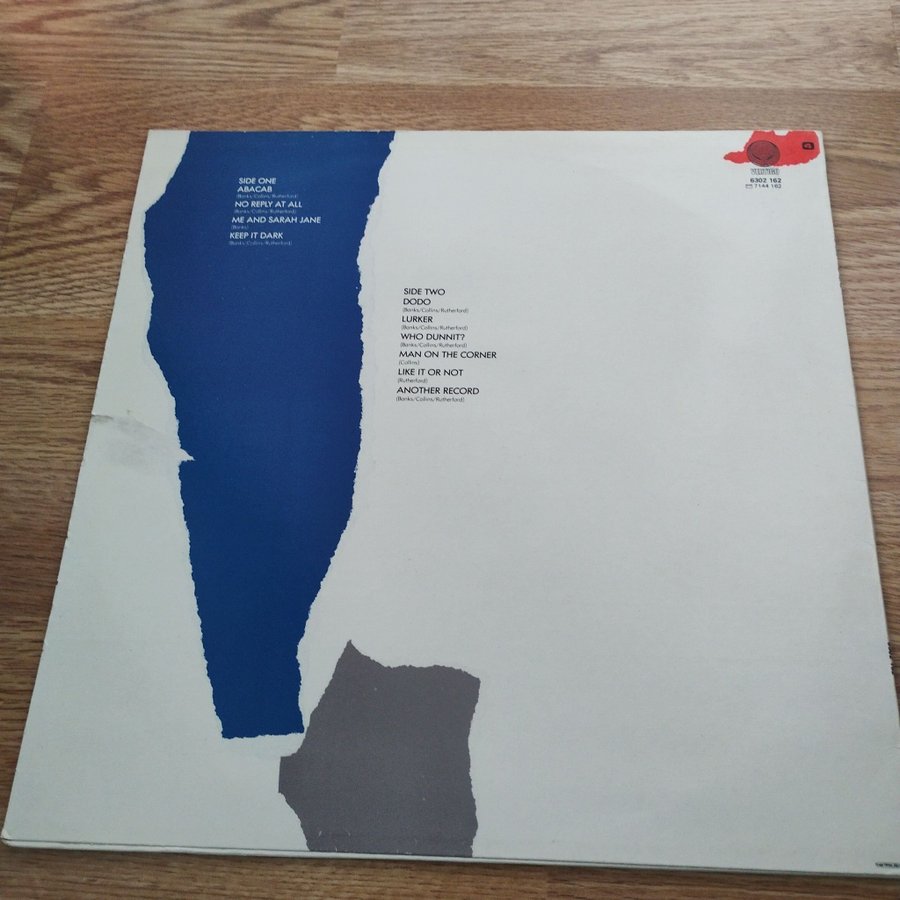 SIDE ONE
ABACAB
(Banks/Collins/Rutherford)
NO REPLY AT ALL
(Banks/Collins/Rutherford)
ME AND SARAH JANE
(Banks)
KEEP IT DARK
(Banks/Collins/Rutherford)
SIDE TWO
DODO
(Banks/Collins/Rutherford)
LURKER
(Banks/Collins/Rutherford)
WHO DUNNIT?
(Banks/Collins/Rutherford)
MAN ON THE CORNER
(Collins)
LIKE IT OR NOT
(Rutherford)
ANOTHER RECORD
(Banks/Collins/Rutherford)
VERTIGO
6302 162
7144 162